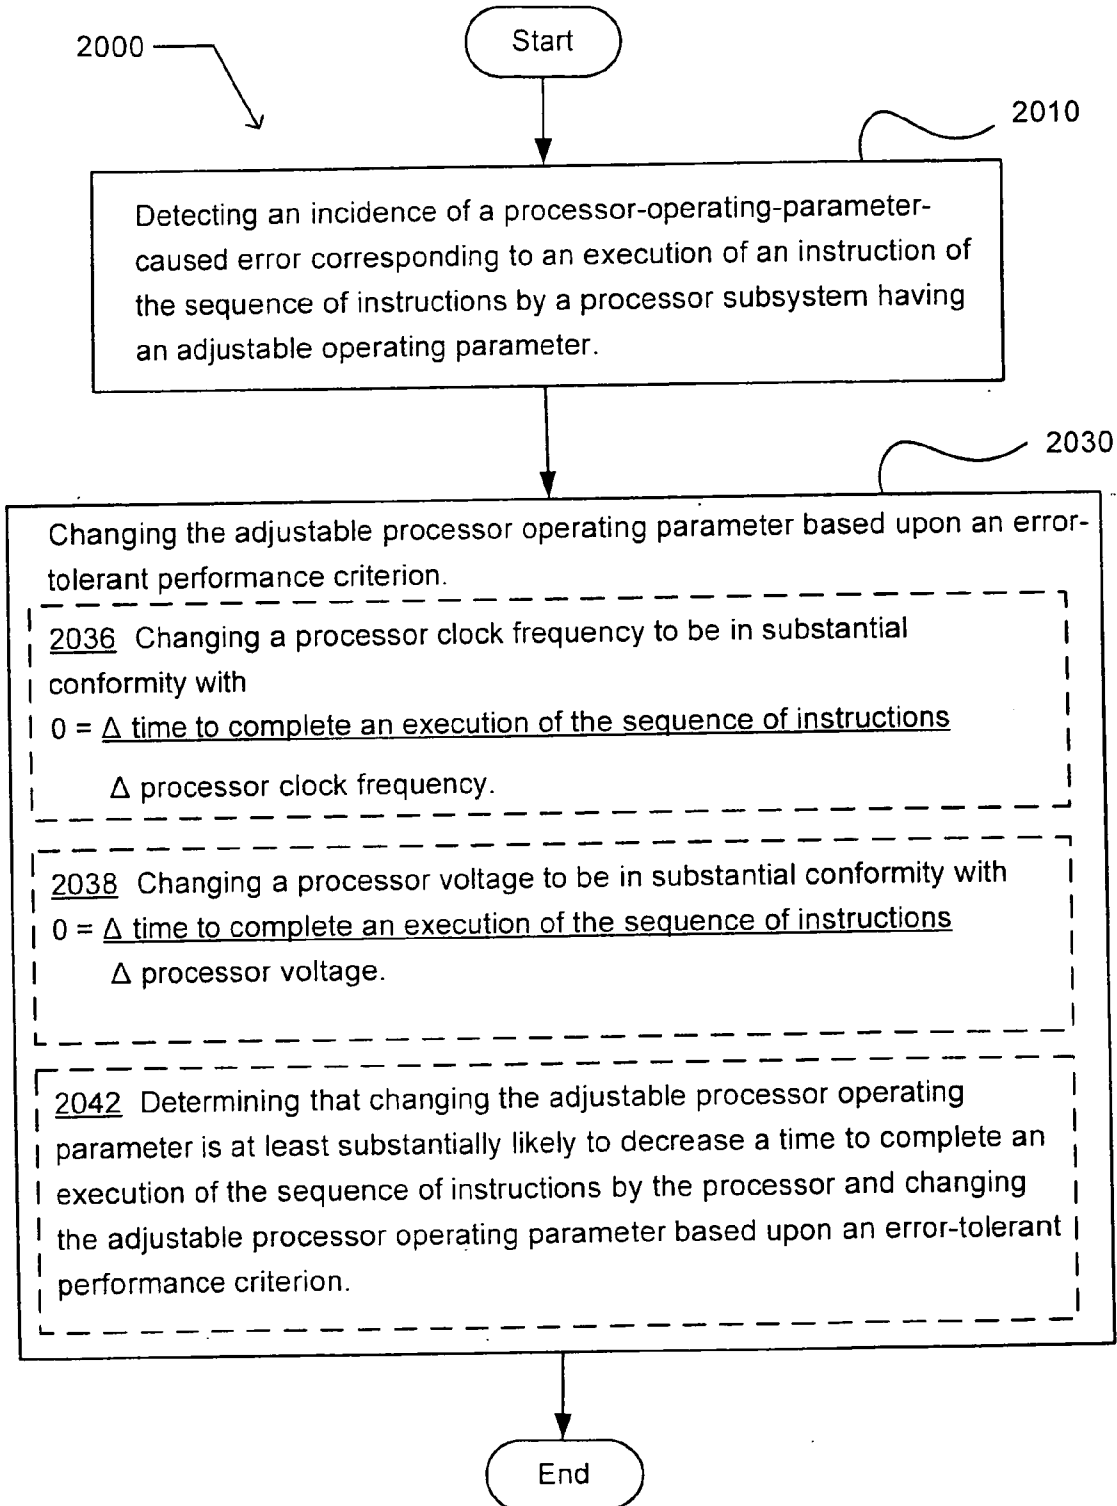 Start
2000
2010
Detecting an incidence of a processor-operating-parameter-
caused error corresponding to an execution of an instruction of
the sequence of instructions by a processor subsystem having
an adjustable operating parameter.
2030
Changing the adjustable processor operating parameter based upon an error-
tolerant performance criterion.
2036 Changing a processor clock frequency to be in substantial
conformity with
0 = Δ time to complete an execution of the sequence of instructions
Δ processor clock frequency.
2038 Changing a processor voltage to be in substantial conformity with
0 = Δ time to complete an execution of the sequence of instructions
Δ processor voltage.
2042 Determining that changing the adjustable processor operating
parameter is at least substantially likely to decrease a time to complete an
execution of the sequence of instructions by the processor and changing
the adjustable processor operating parameter based upon an error-tolerant
performance criterion.
End